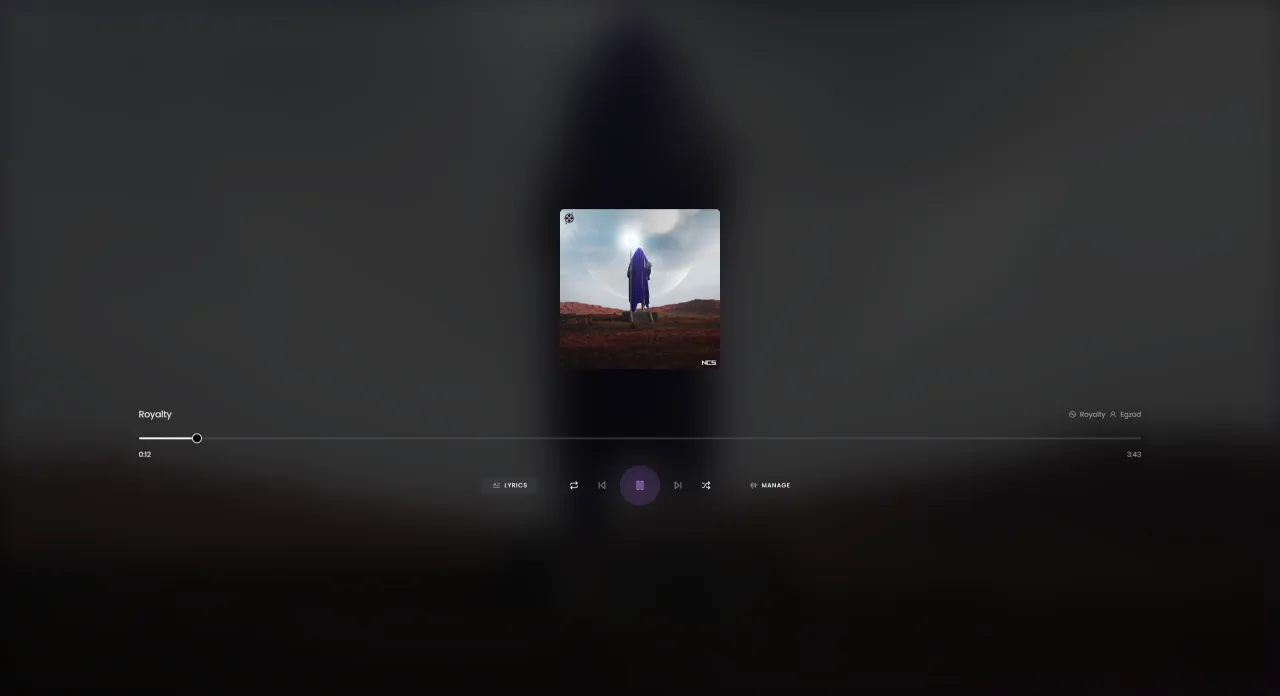 NCS
Royalty
Royalty Egzod
0:12
3:43
LYRICS
MANAGE